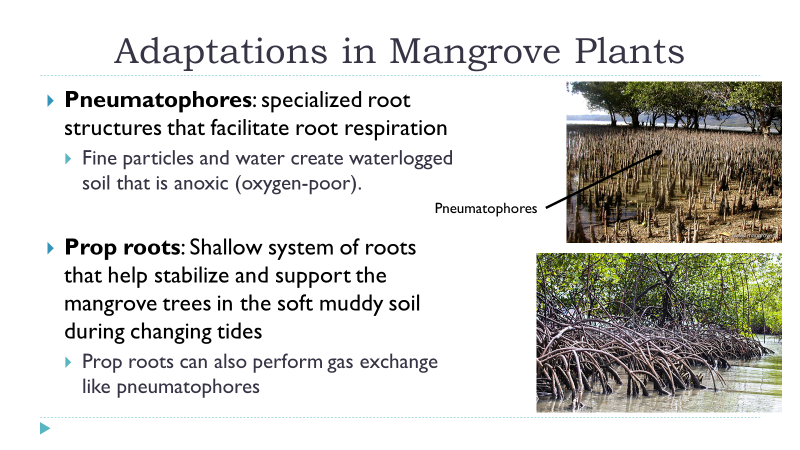 Adaptations in Mangrove Plants
Pneumatophores: specialized root
structures that facilitate root respiration
Fine particles and water create waterlogged
soil that is anoxic (oxygen-poor).
Pneumatophores
Prop roots: Shallow system of roots
that help stabilize and support the
mangrove trees in the soft muddy soil
during changing tides
Prop roots can also perform gas exchange
like pneumatophores